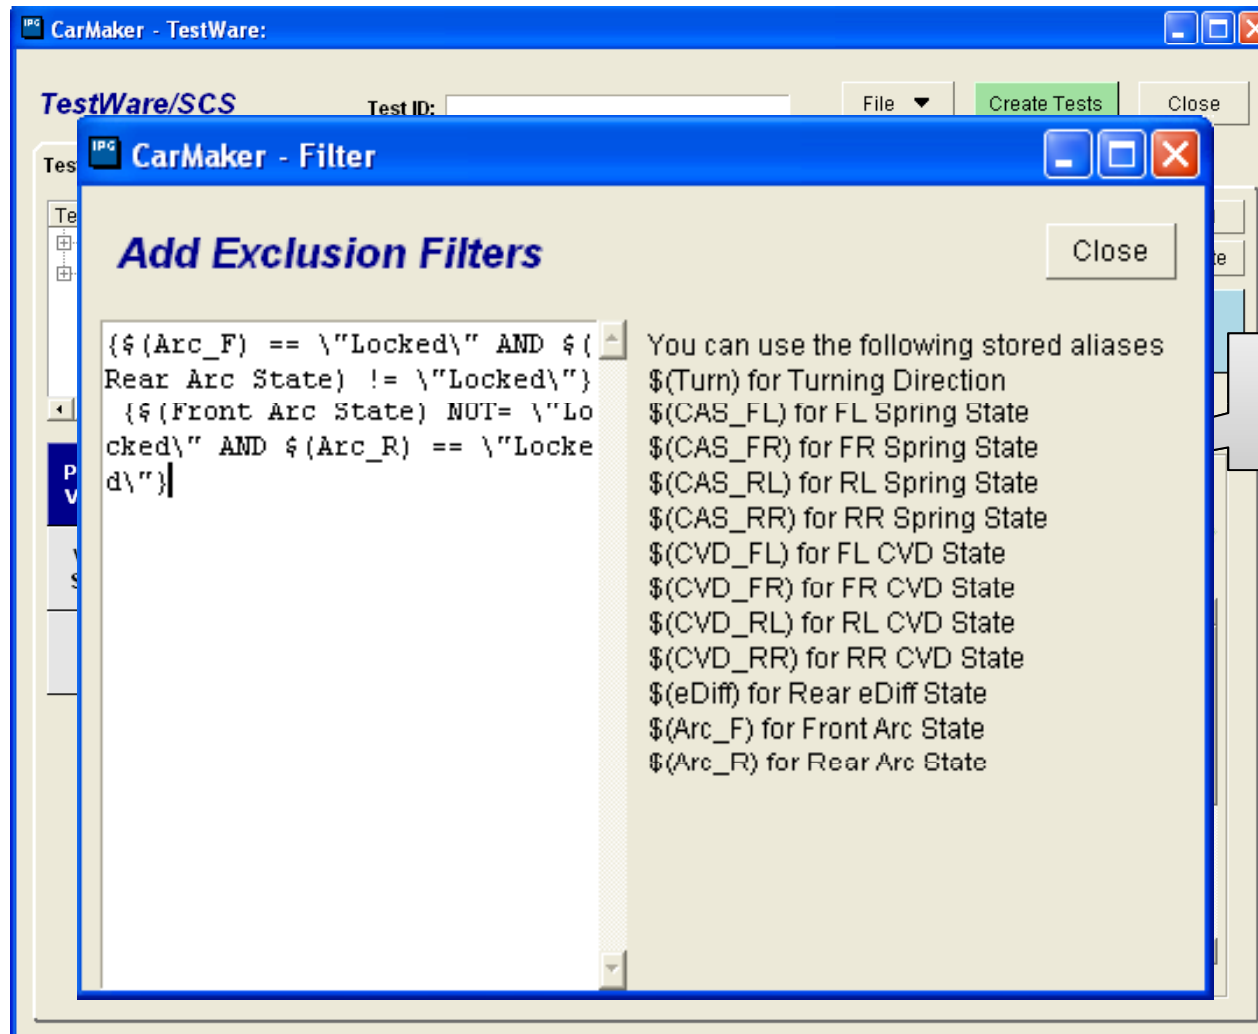 IPG CarMaker - TestWare:
TestWare/SCS Test ID: File Create Tests Close
IPG CarMaker - Filter
Add Exclusion Filters Close
{$(Arc_F) == \"Locked\" AND $(
Rear Arc State) != \"Locked\"}
{$(Front Arc State) NOT= \"Lo
cked\" AND $(Arc_R) == \"Locke
d\"}
You can use the following stored aliases
$(Turn) for Turning Direction
$(CAS_FL) for FL Spring State
$(CAS_FR) for FR Spring State
$(CAS_RL) for RL Spring State
$(CAS_RR) for RR Spring State
$(CVD_FL) for FL CVD State
$(CVD_FR) for FR CVD State
$(CVD_RL) for RL CVD State
$(CVD_RR) for RR CVD State
$(eDiff) for Rear eDiff State
$(Arc_F) for Front Arc State
$(Arc_R) for Rear Arc State